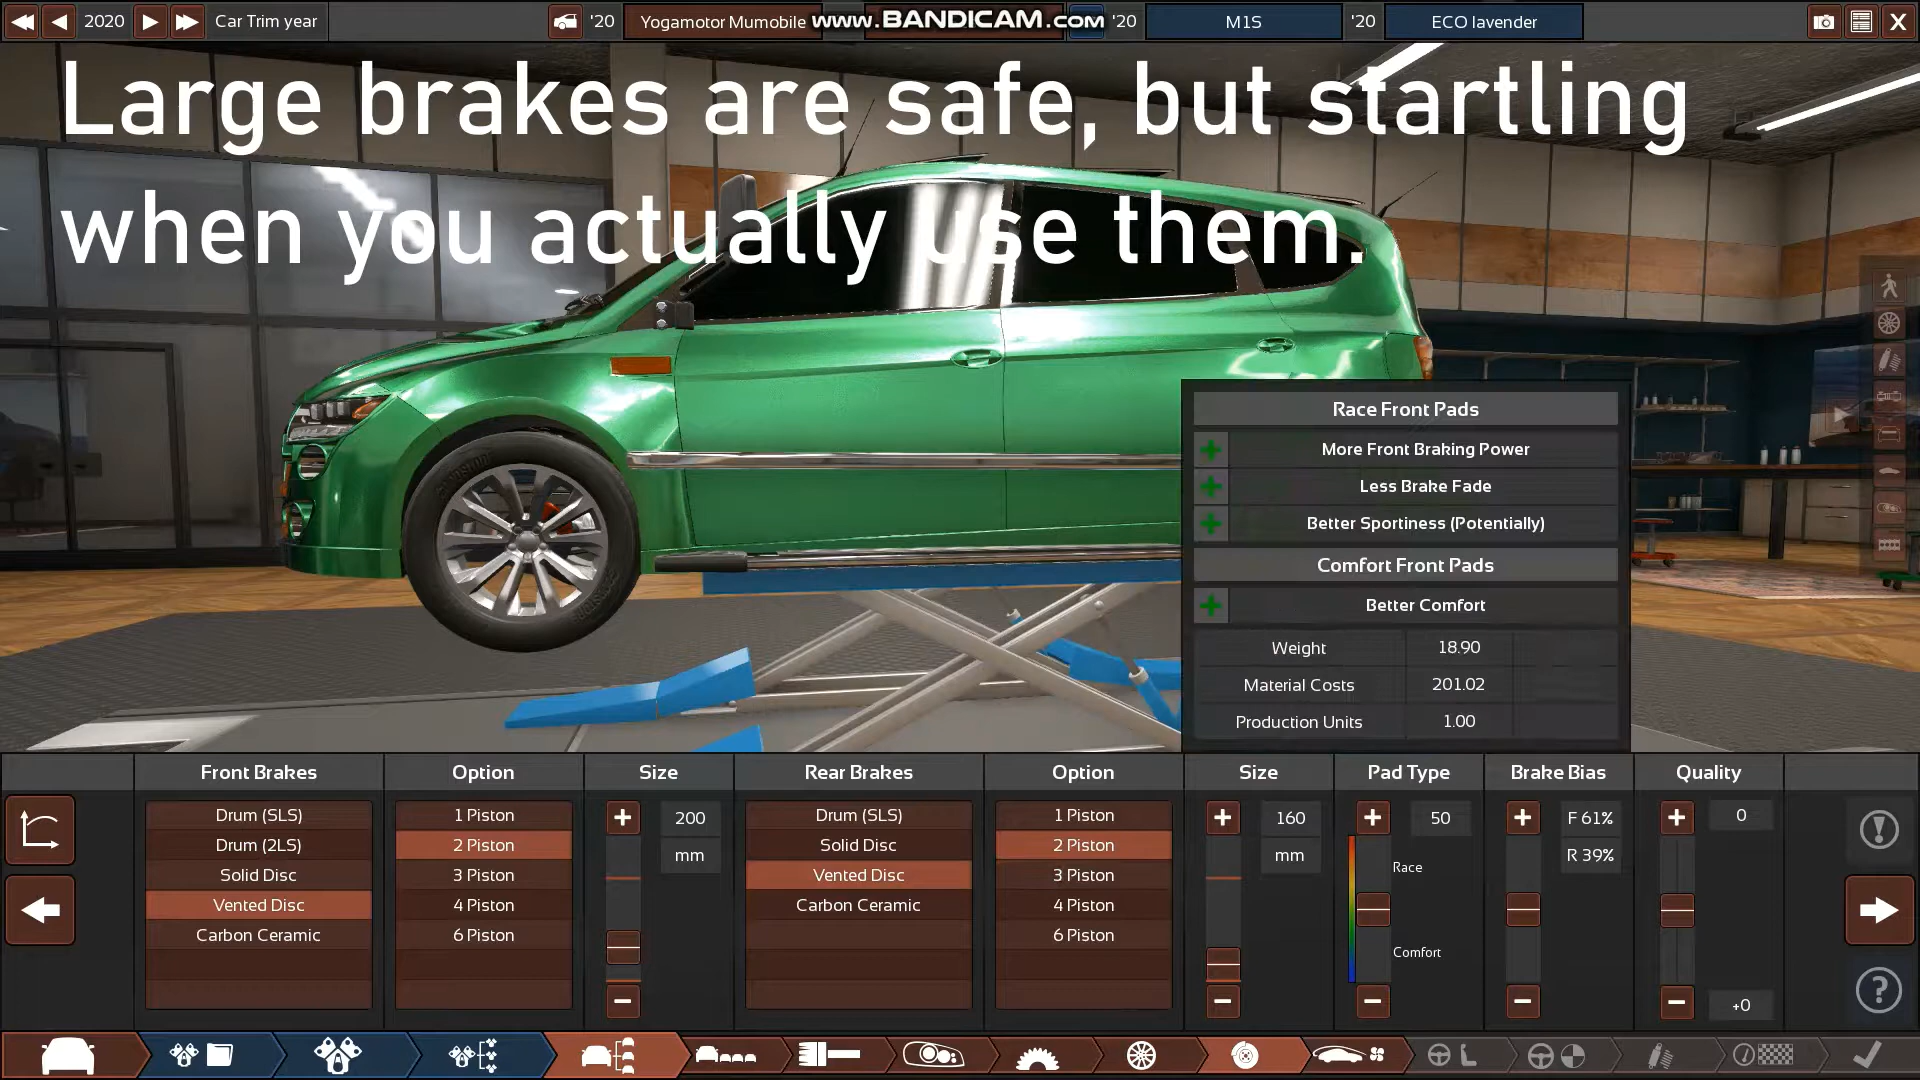 2020
Car Trim year
'20
Yogamotor Mumobile
www.BANDICAM.com
'20
M1S
'20
ECO lavender
X
Large brakes are safe, but startling
when you actually use them.
Race Front Pads
More Front Braking Power
Less Brake Fade
Better Sportiness (Potentially)
Comfort Front Pads
Better Comfort
Weight 18.90
Material Costs 201.02
Production Units 1.00
Front Brakes
Drum (SLS)
Drum (2LS)
Solid Disc
Vented Disc
Carbon Ceramic
Option
1 Piston
2 Piston
3 Piston
4 Piston
6 Piston
Size
200
mm
Rear Brakes
Drum (SLS)
Solid Disc
Vented Disc
Carbon Ceramic
Option
1 Piston
2 Piston
3 Piston
4 Piston
6 Piston
Size
160
mm
Pad Type
50
Race
Comfort
Brake Bias
F 61%
R 39%
Quality
0
+0